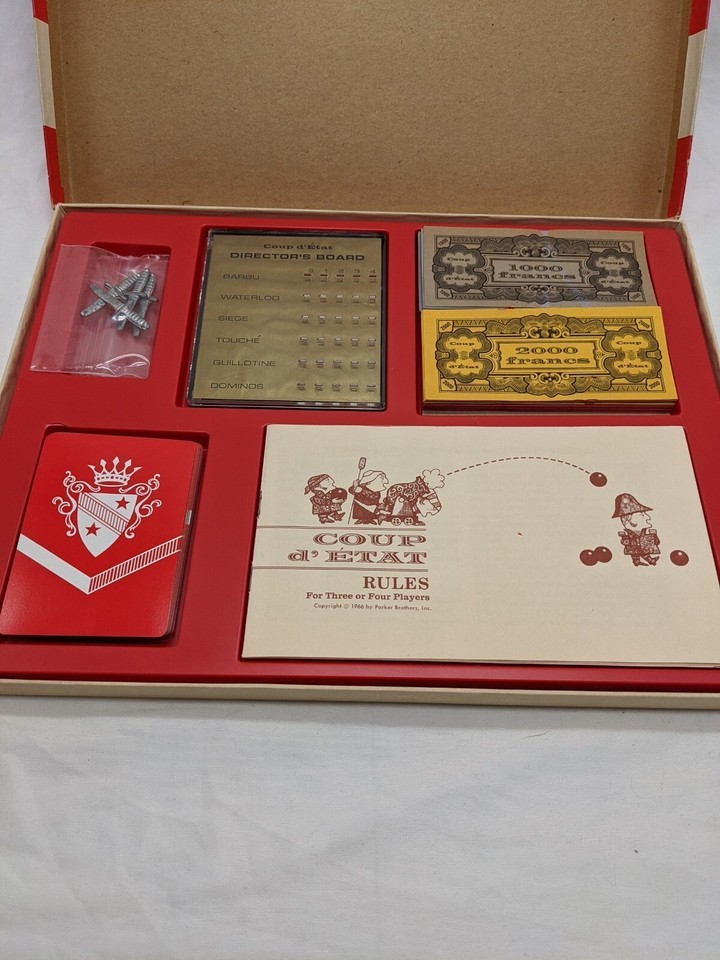 Coup d'État
DIRECTOR'S BOARD
0 1 2 3 4
BARBU
WATERLOO
SIEGE
TOUCHÉ
GUILLOTINE
DOMINOS
Coup
d'État
1000
francs
Coup
d'État
Coup
d'État
2000
francs
Coup
d'État
COUP
d'ÉTAT
RULES
For Three or Four Players
Copyright © 1966 by Parker Brothers, Inc.